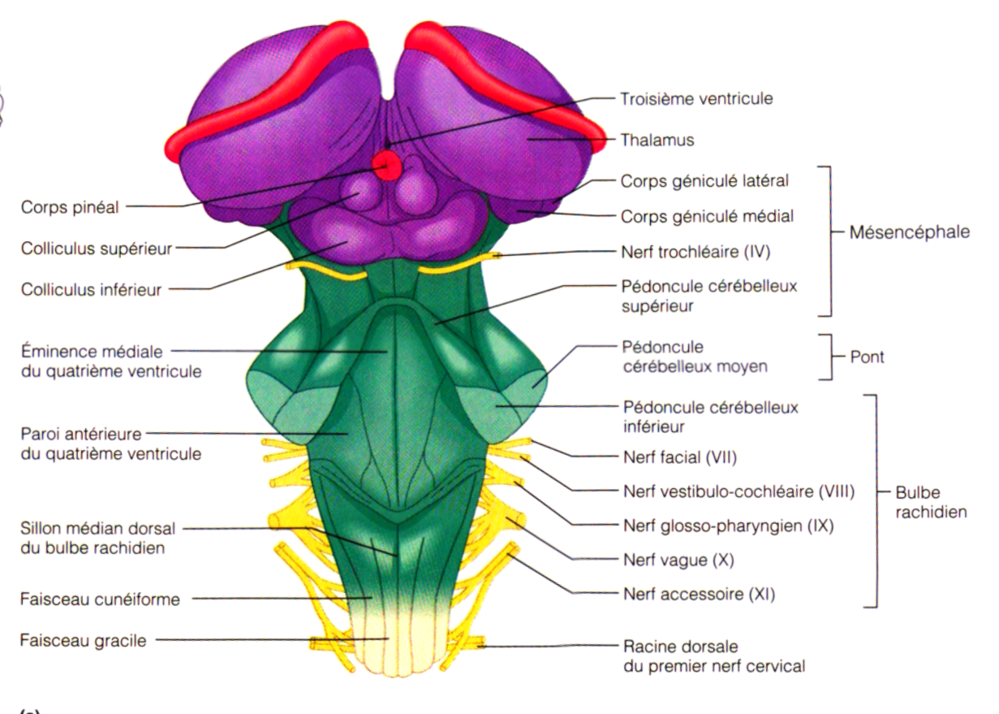 Corps pinéal
Colliculus supérieur
Colliculus inférieur
Éminence médiale
du quatrième ventricule
Paroi antérieure
du quatrième ventricule
Sillon médian dorsal
du bulbe rachidien
Faisceau cunéiforme
Faisceau gracile
Troisième ventricule
Thalamus
Corps géniculé latéral
Corps géniculé médial
Nerf trochléaire (IV)
Pédoncule cérébelleux
supérieur
Mésencéphale
Pédoncule
cérébelleux moyen
Pont
Pédoncule cérébelleux
inférieur
Nerf facial (VII)
Nerf vestibulo-cochléaire (VIII)
Nerf glosso-pharyngien (IX)
Nerf vague (X)
Nerf accessoire (XI)
Bulbe
rachidien
Racine dorsale
du premier nerf cervical